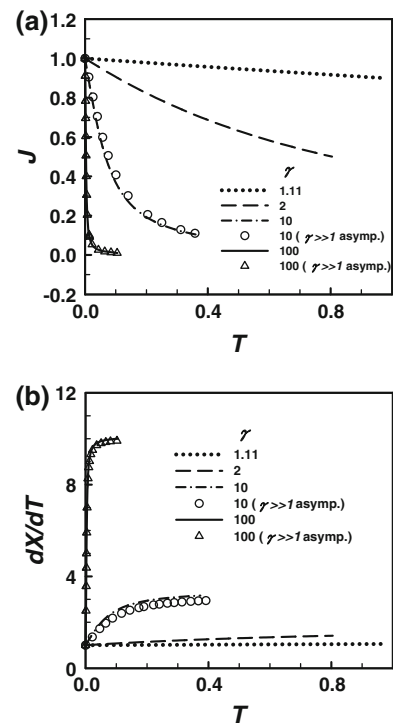 (a)
1.2
1.0
0.8
0.6
0.4
0.2
0.0
-0.2
J
γ
1.11
2
10
10 ( γ >>1 asymp.)
100
100 ( γ >>1 asymp.)
0.0 0.4 0.8
T
(b)
12
8
4
0
dX/dT
γ
1.11
2
10
10 ( γ >>1 asymp.)
100
100 ( γ >>1 asymp.)
0.0 0.4 0.8
T